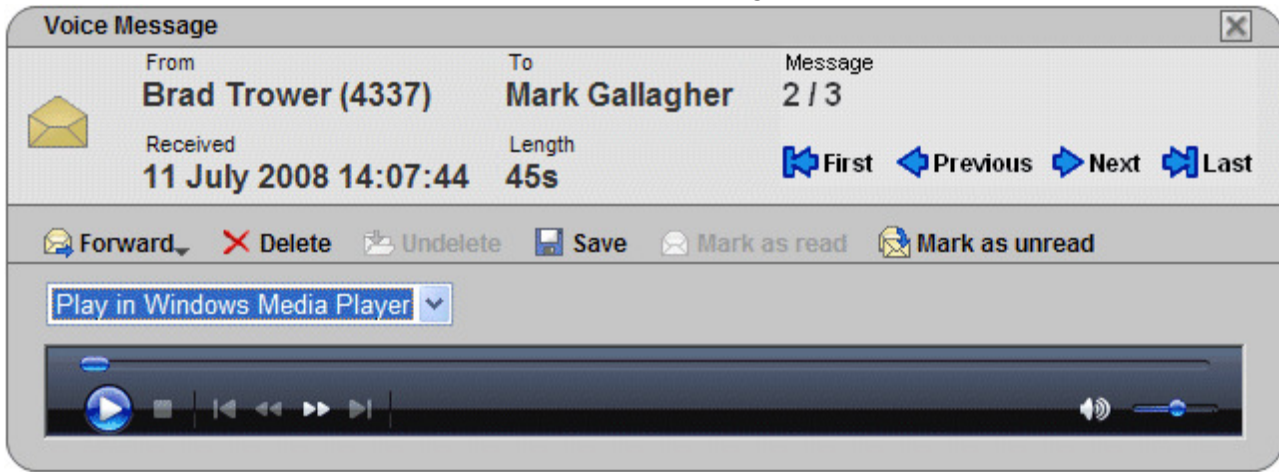 Voice Message
From To Message
Brad Trower (4337) Mark Gallagher 2 / 3
Received Length
11 July 2008 14:07:44 45s
First Previous Next Last
Forward Delete Undelete Save Mark as read Mark as unread
Play in Windows Media Player